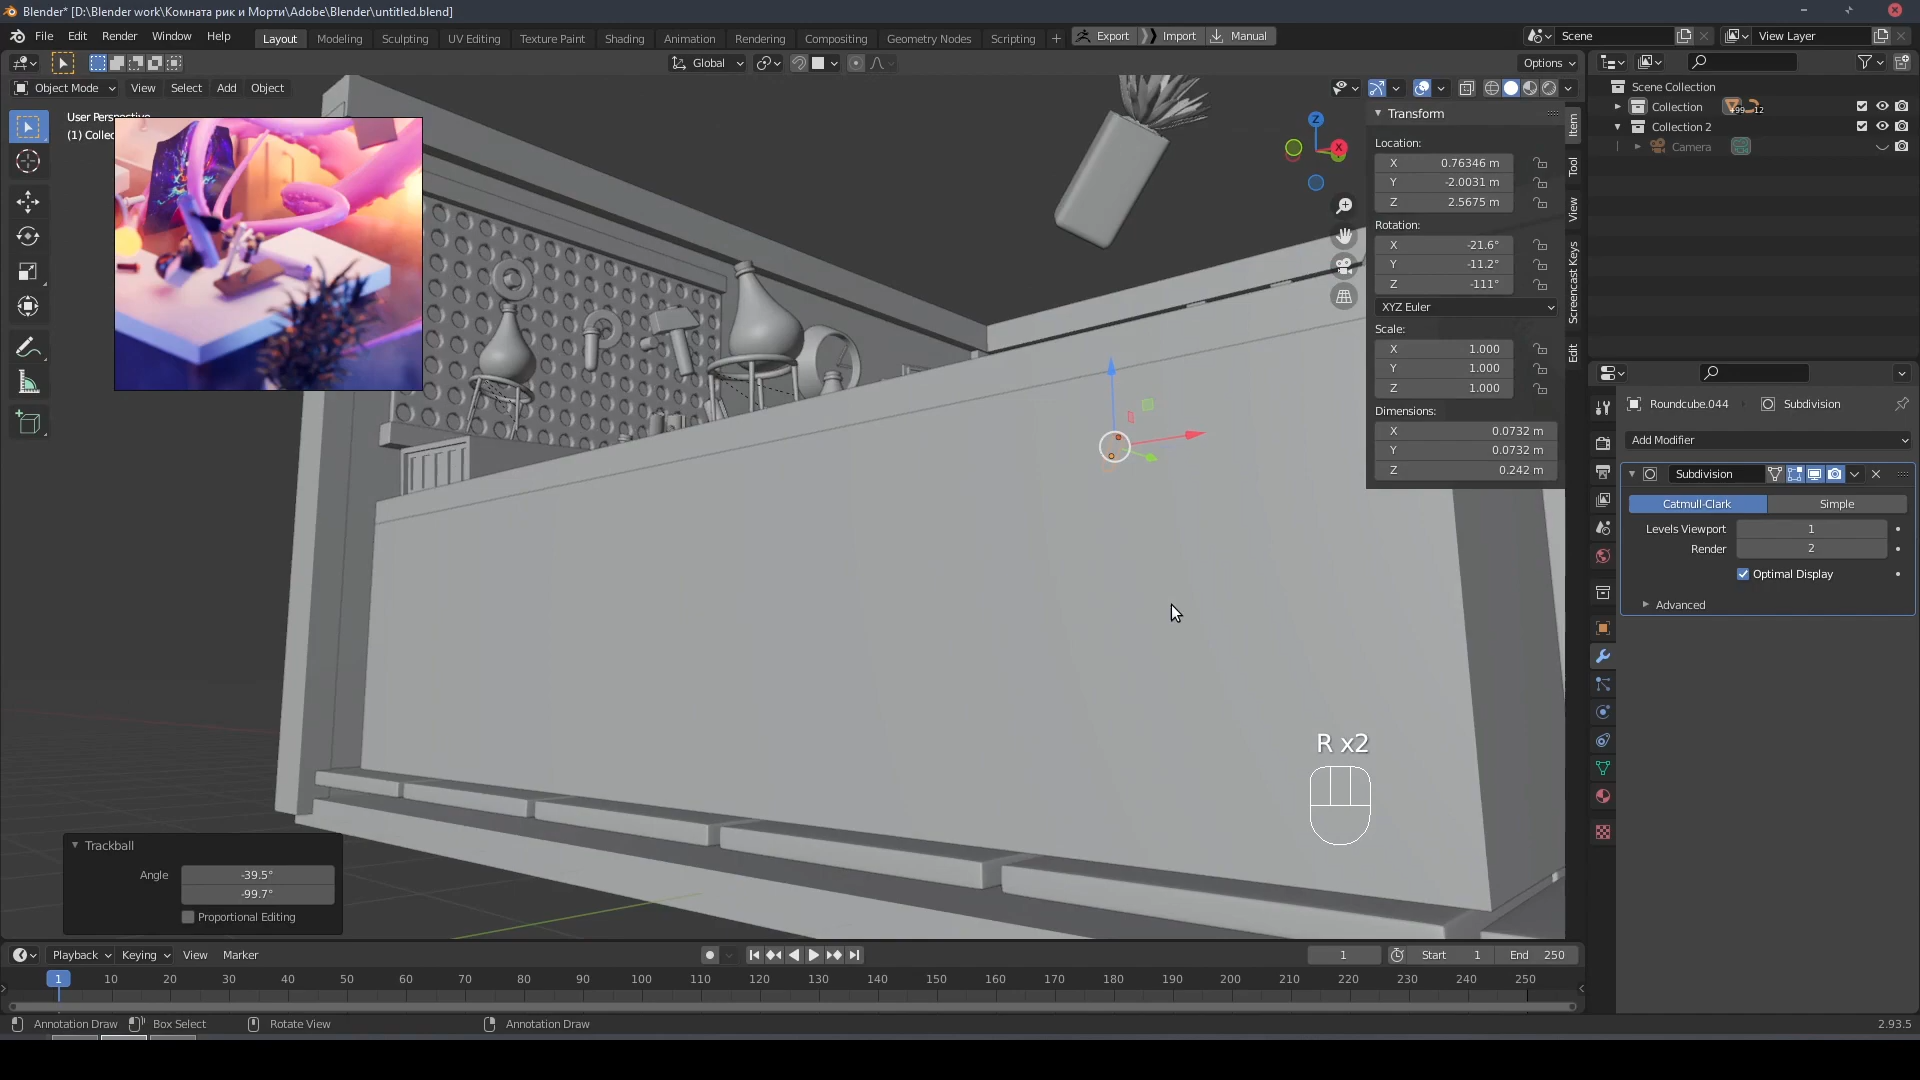 Blender* [D:\Blender work\Комната рик и Морти\Adobe\Blender\untitled.blend]
File Edit Render Window Help Layout Modeling Sculpting UV Editing Texture Paint Shading Animation Rendering Compositing Geometry Nodes Scripting + Export Import Manual Scene View Layer
Global Options
Object Mode View Select Add Object
User Perspective
(1) Collec
Transform
Location:
X 0.76346 m
Y -2.0031 m
Z 2.5675 m
Rotation:
X -21.6°
Y -11.2°
Z -111°
XYZ Euler
Scale:
X 1.000
Y 1.000
Z 1.000
Dimensions:
X 0.0732 m
Y 0.0732 m
Z 0.242 m
Item
Tool
View
Screencast Keys
Edit
Z
X
Scene Collection
Collection +99 12
Collection 2
Camera
Roundcube.044 Subdivision
Add Modifier
Subdivision
Catmull-Clark Simple
Levels Viewport 1
Render 2
Optimal Display
Advanced
R x2
Trackball
Angle -39.5°
-99.7°
Proportional Editing
Playback Keying View Marker 1 Start 1 End 250
1 10 20 30 40 50 60 70 80 90 100 110 120 130 140 150 160 170 180 190 200 210 220 230 240 250
Annotation Draw Box Select Rotate View Annotation Draw 2.93.5